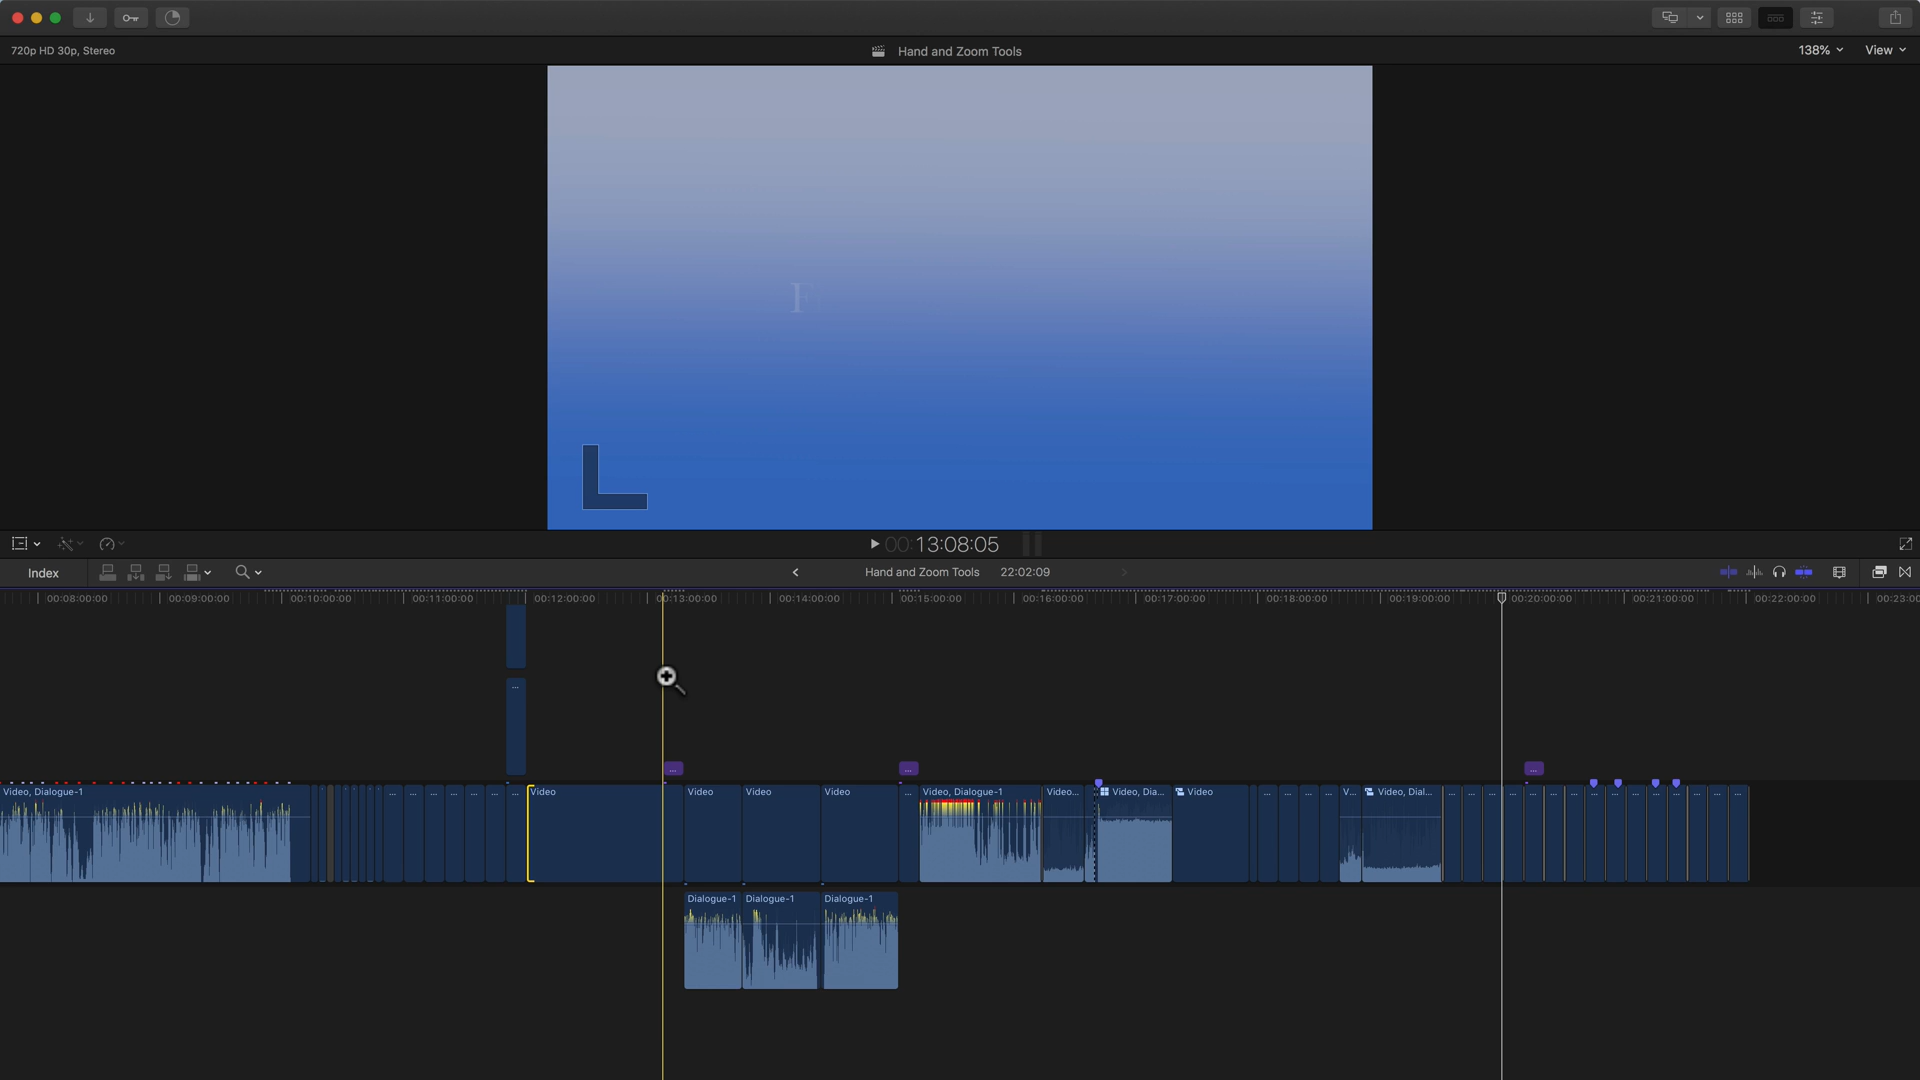 720p HD 30p, Stereo
Hand and Zoom Tools
138%
View
F
00:13:08:05
Index
Hand and Zoom Tools
22:02:09
00:08:00:00
00:09:00:00
00:10:00:00
00:11:00:00
00:12:00:00
00:13:00:00
00:14:00:00
00:15:00:00
00:16:00:00
00:17:00:00
00:18:00:00
00:19:00:00
00:20:00:00
00:21:00:00
00:22:00:00
00:23:00
Video, Dialogue-1
Video
Video
Video
Video
Video, Dialogue-1
Video...
Video, Dia...
Video
V...
Video, Dial...
Dialogue-1
Dialogue-1
Dialogue-1